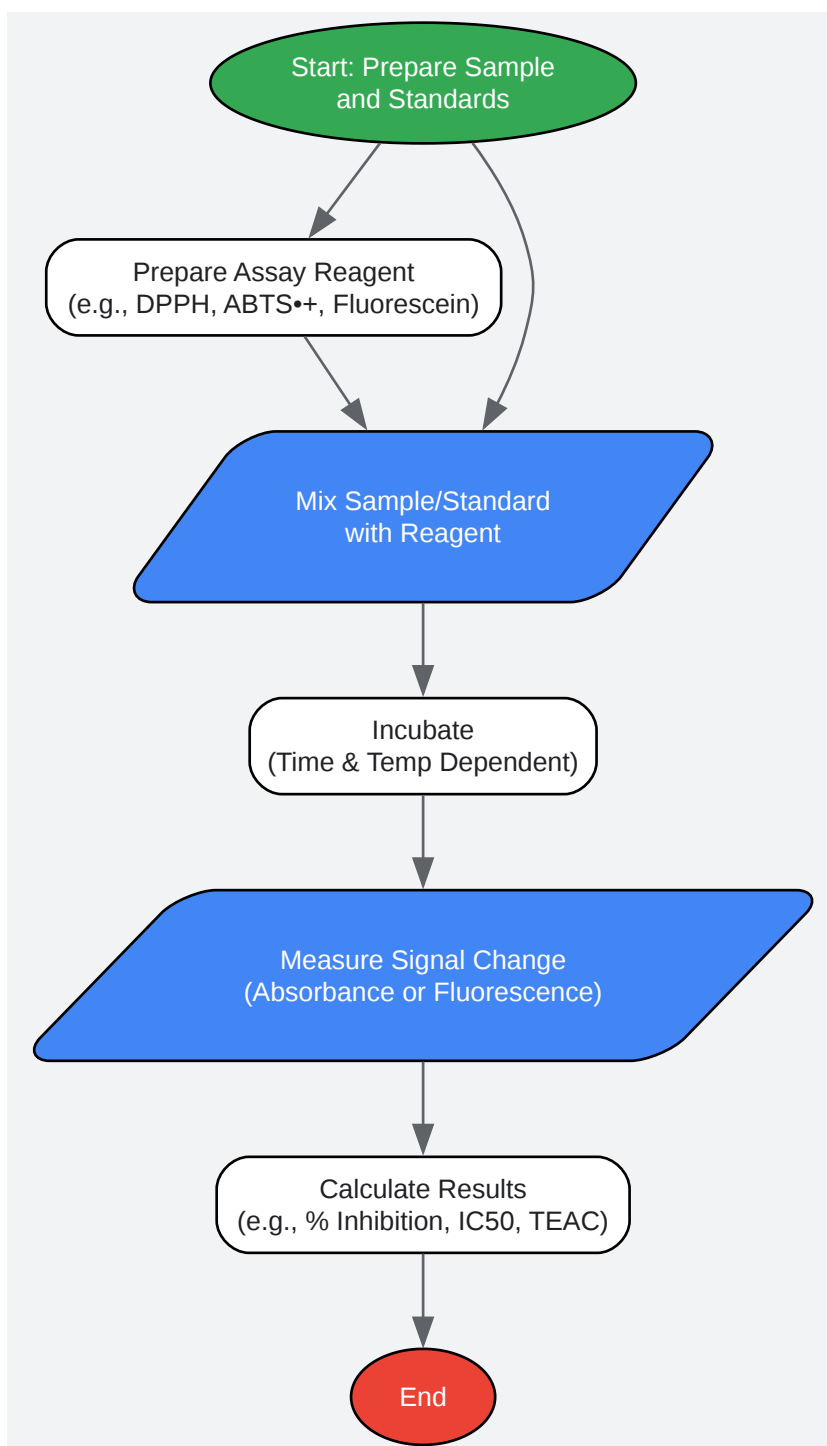 Start: Prepare Sample
and Standards
Prepare Assay Reagent
(e.g., DPPH, ABTS•+, Fluorescein)
Mix Sample/Standard
with Reagent
Incubate
(Time & Temp Dependent)
Measure Signal Change
(Absorbance or Fluorescence)
Calculate Results
(e.g., % Inhibition, IC50, TEAC)
End